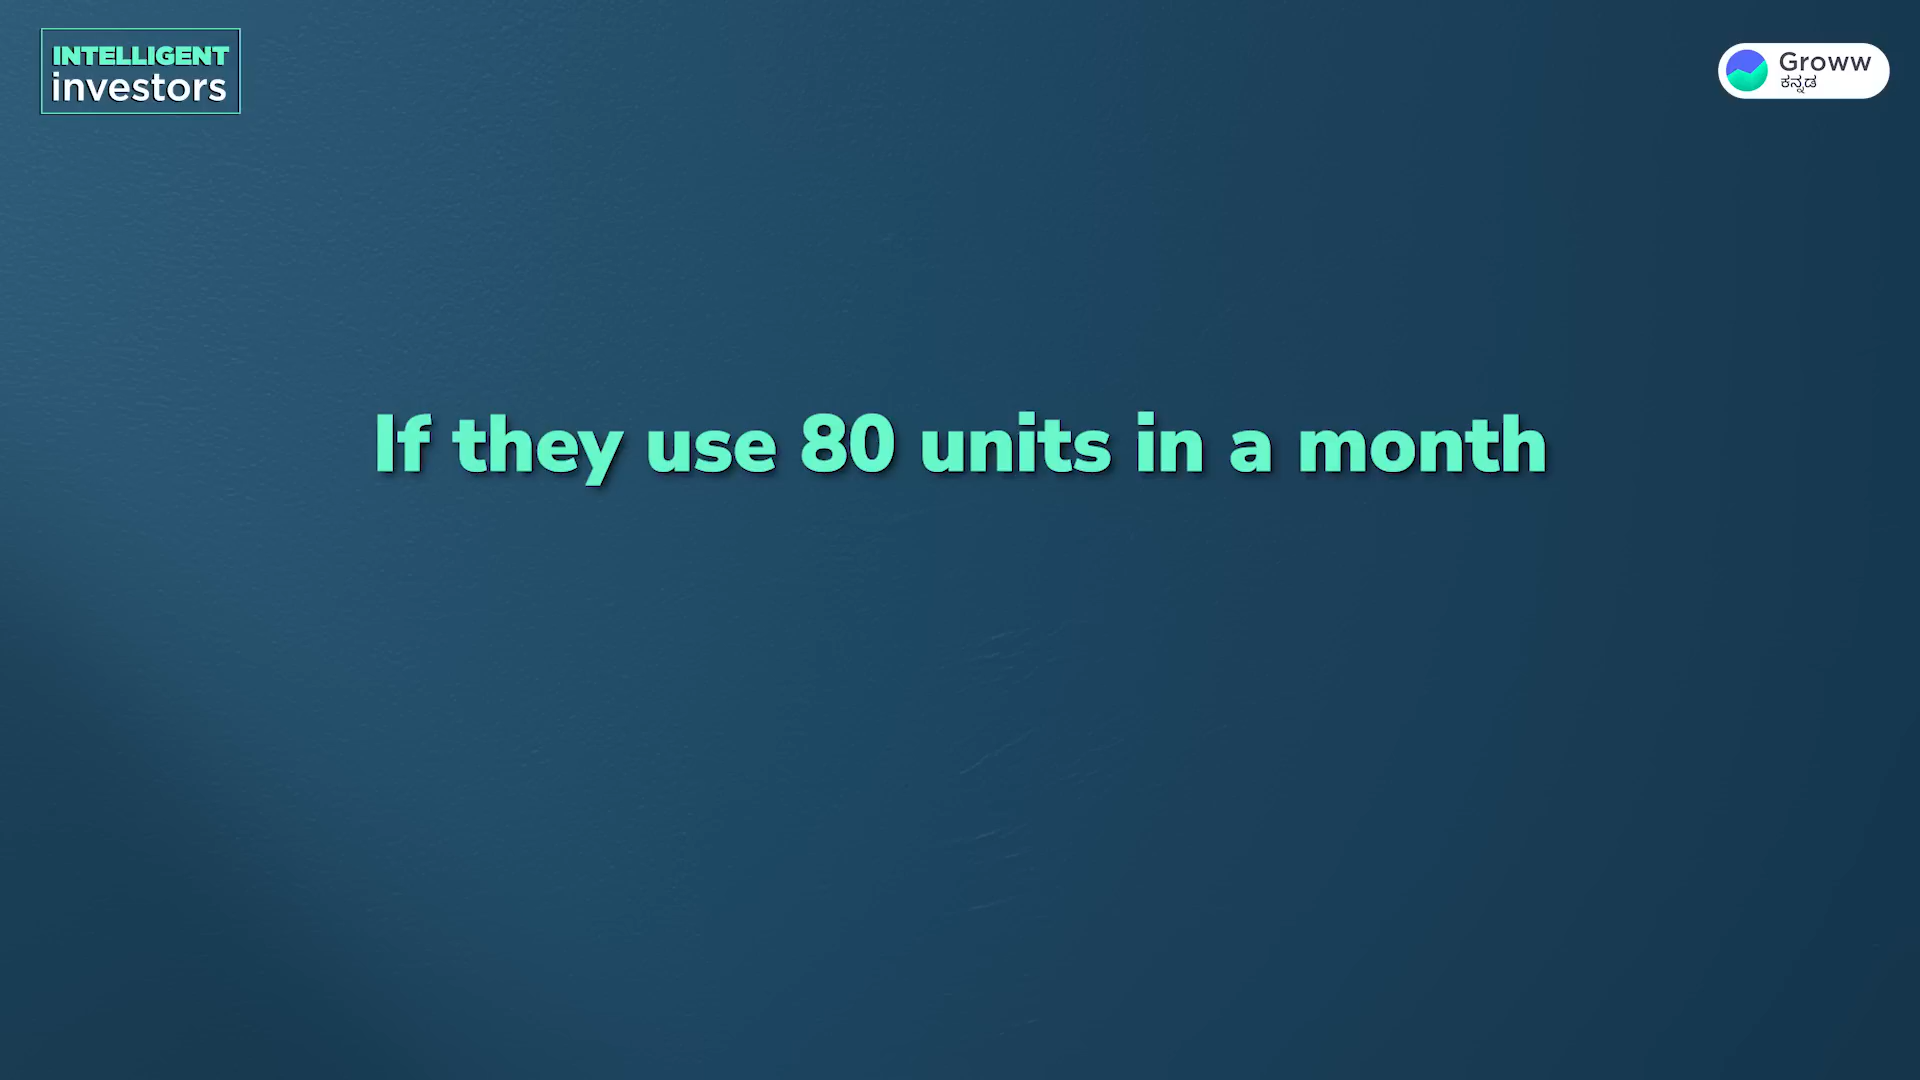 INTELLIGENT
investors
Groww
ಕನ್ನಡ
If they use 80 units in a month